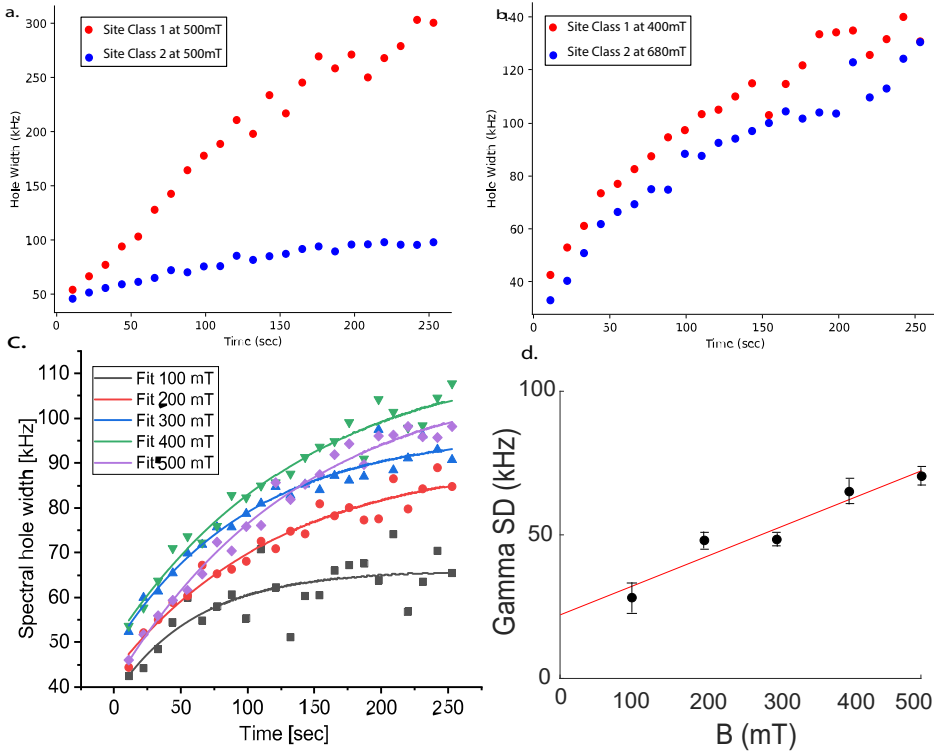 a.
Site Class 1 at 500mT
Site Class 2 at 500mT
Hole Width (kHz)
300
250
200
150
100
50
0
50
100
150
200
250
Time (sec)
b.
Site Class 1 at 400mT
Site Class 2 at 680mT
Hole Width (kHz)
140
120
100
80
60
40
0
50
100
150
200
250
Time (sec)
C.
Fit 100 mT
Fit 200 mT
Fit 300 mT
Fit 400 mT
Fit 500 mT
Spectral hole width [kHz]
110
100
90
80
70
60
50
40
0
50
100
150
200
250
Time [sec]
d.
Gamma SD (kHz)
100
50
0
0
100
200
300
400
500
B (mT)